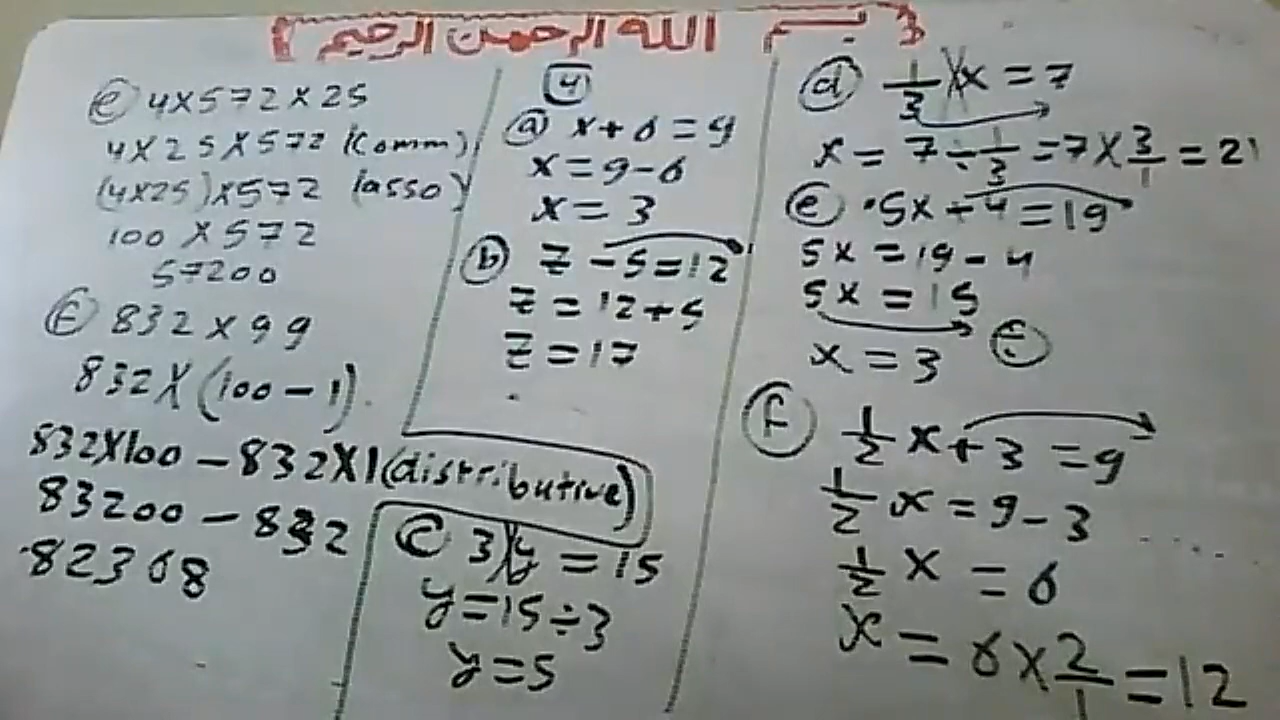 بسم الله الرحمن الرحيم
e 4×572×25
4×25×572 (Comm)
(4×25)×572 (asso)
100×572
57200
f 832×99
832×(100-1)
832×100-832×1(distributive)
83200-832
82368
4
a x+6=9
x=9-6
x=3
b z-5=12
z=12+5
z=17
c 3×y=15
y=15÷3
y=5
d 1/3×x=7
x=7÷1/3=7×3/1=21
e 5x+4=19
5x=19-4
5x=15
x=3
f 1/2x+3=9
1/2x=9-3
1/2x=6
x=6×2/1=12